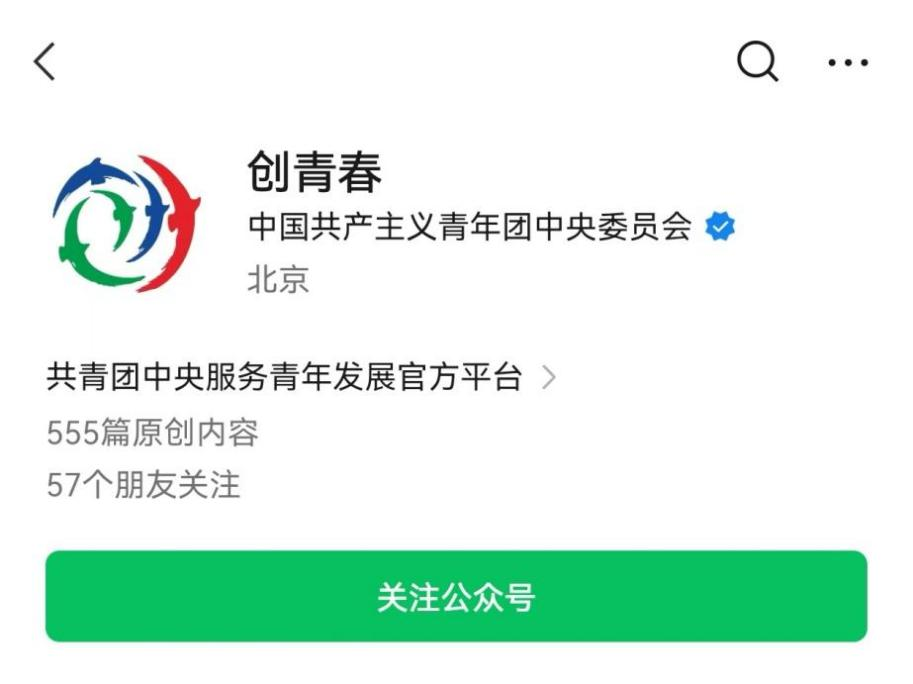 创青春
中国共产主义青年团中央委员会
北京
共青团中央服务青年发展官方平台
555篇原创内容
57个朋友关注
关注公众号